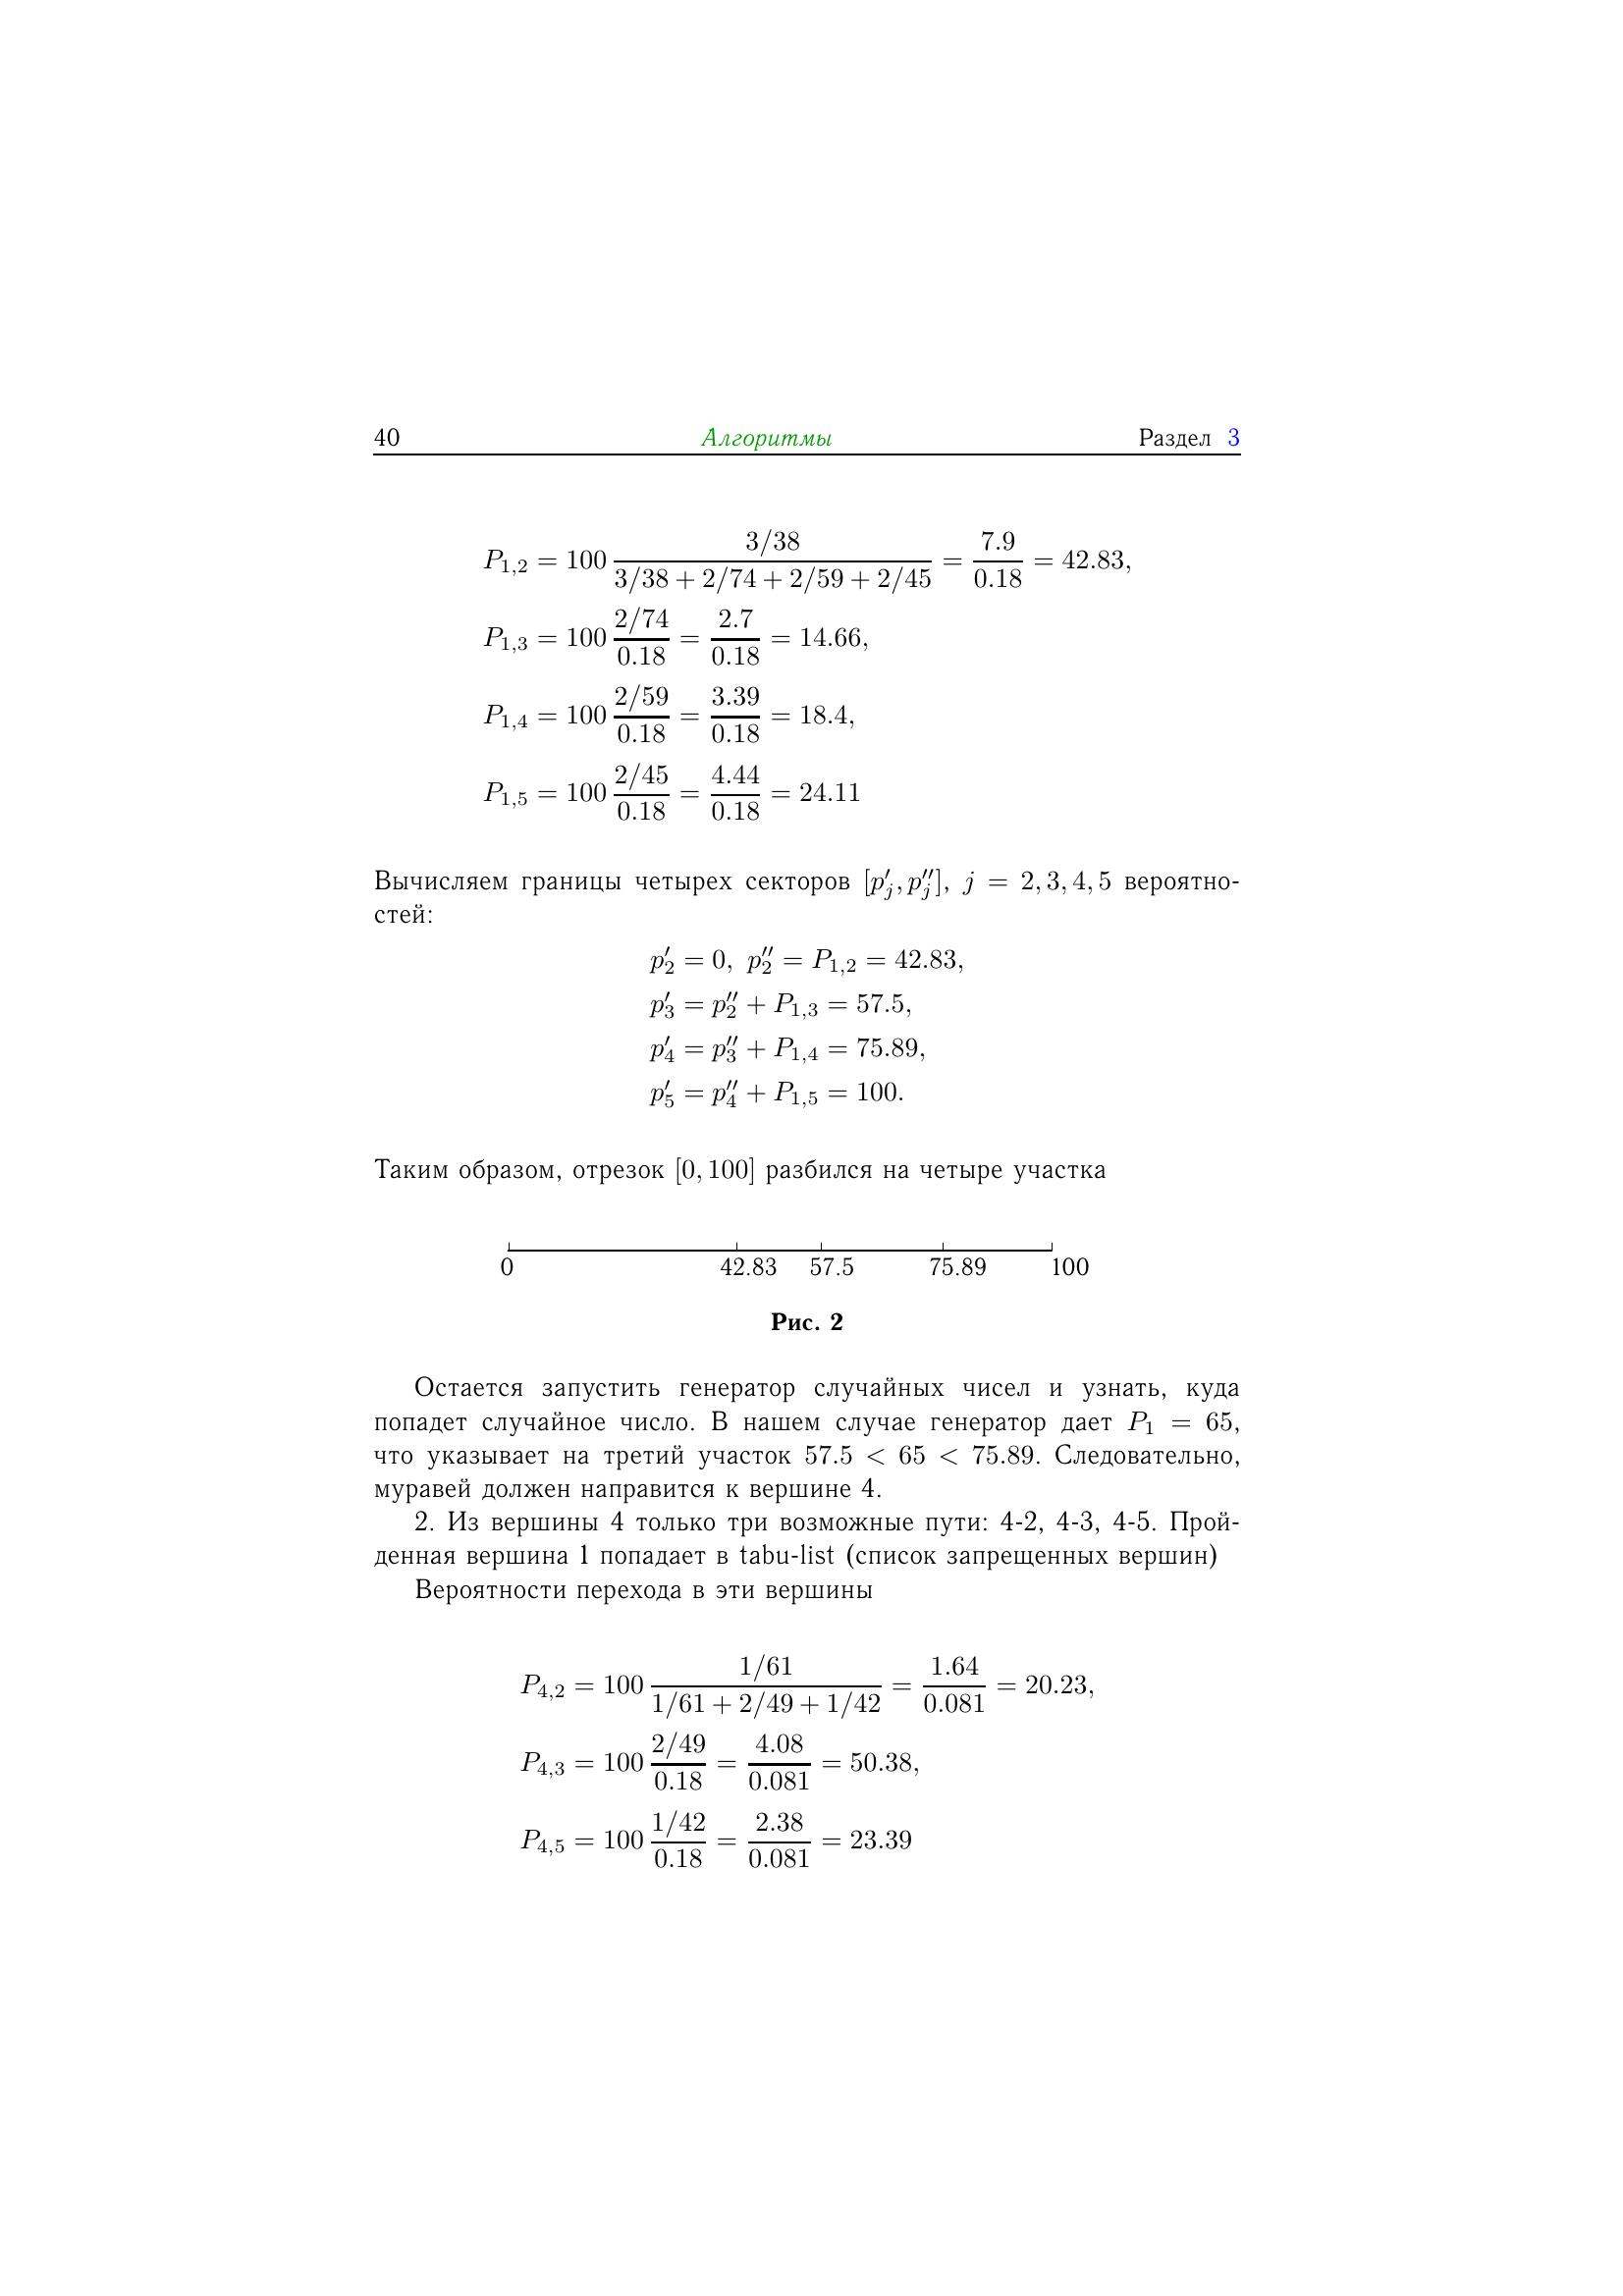 40 Алгоритмы Раздел 3
P_{1,2} = 100 \frac{3/38}{3/38 + 2/74 + 2/59 + 2/45} = \frac{7.9}{0.18} = 42.83,
P_{1,3} = 100 \frac{2/74}{0.18} = \frac{2.7}{0.18} = 14.66,
P_{1,4} = 100 \frac{2/59}{0.18} = \frac{3.39}{0.18} = 18.4,
P_{1,5} = 100 \frac{2/45}{0.18} = \frac{4.44}{0.18} = 24.11
Вычисляем границы четырех секторов [p′_j, p″_j], j = 2, 3, 4, 5 вероятно-
стей:
p′_2 = 0, p″_2 = P_{1,2} = 42.83,
p′_3 = p″_2 + P_{1,3} = 57.5,
p′_4 = p″_3 + P_{1,4} = 75.89,
p′_5 = p″_4 + P_{1,5} = 100.
Таким образом, отрезок [0, 100] разбился на четыре участка
0 42.83 57.5 75.89 100
Рис. 2
Остается запустить генератор случайных чисел и узнать, куда
попадет случайное число. В нашем случае генератор дает P_1 = 65,
что указывает на третий участок 57.5 < 65 < 75.89. Следовательно,
муравей должен направится к вершине 4.
2. Из вершины 4 только три возможные пути: 4-2, 4-3, 4-5. Прой-
денная вершина 1 попадает в tabu-list (список запрещенных вершин)
Вероятности перехода в эти вершины
P_{4,2} = 100 \frac{1/61}{1/61 + 2/49 + 1/42} = \frac{1.64}{0.081} = 20.23,
P_{4,3} = 100 \frac{2/49}{0.18} = \frac{4.08}{0.081} = 50.38,
P_{4,5} = 100 \frac{1/42}{0.18} = \frac{2.38}{0.081} = 23.39